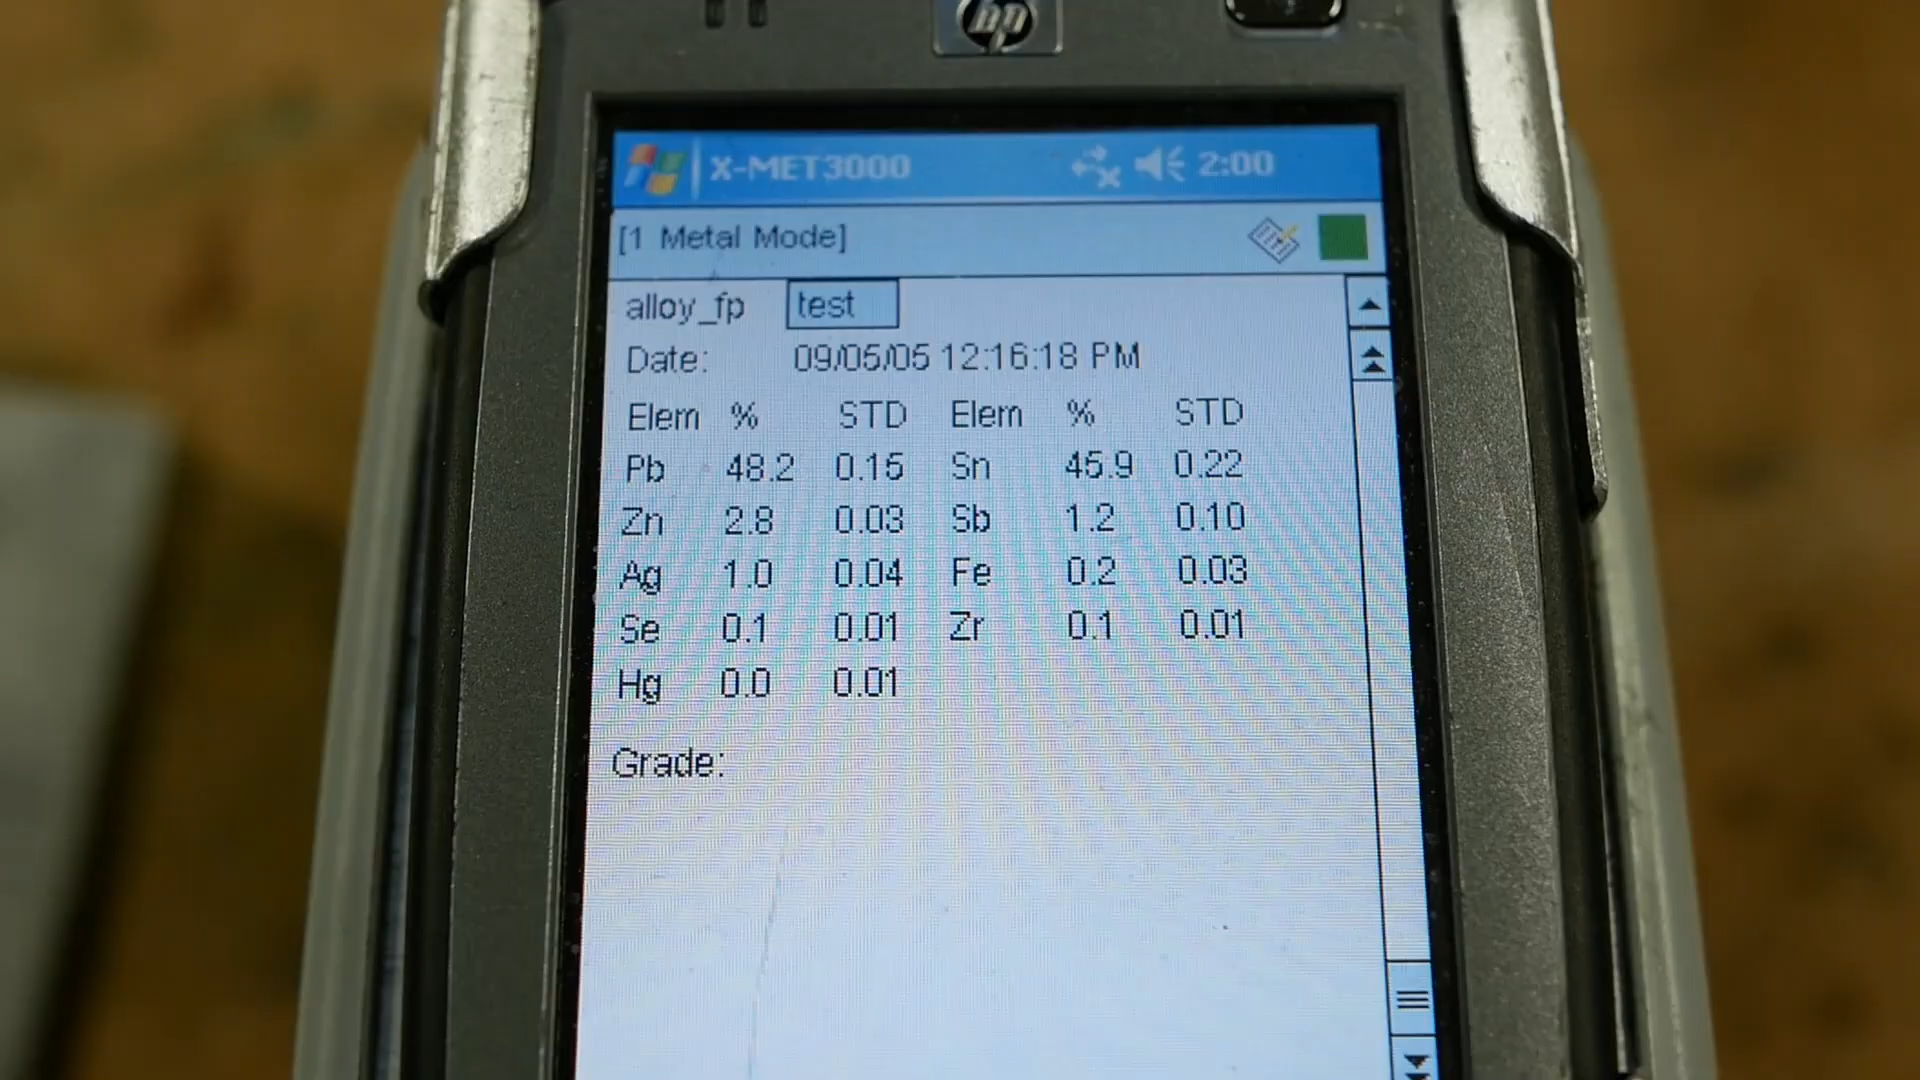 hp
X-MET3000 2:00
[1 Metal Mode]
alloy_fp test
Date: 09/05/05 12:16:18 PM
Elem % STD Elem % STD
Pb 48.2 0.15 Sn 45.9 0.22
Zn 2.8 0.03 Sb 1.2 0.10
Ag 1.0 0.04 Fe 0.2 0.03
Se 0.1 0.01 Zr 0.1 0.01
Hg 0.0 0.01
Grade: